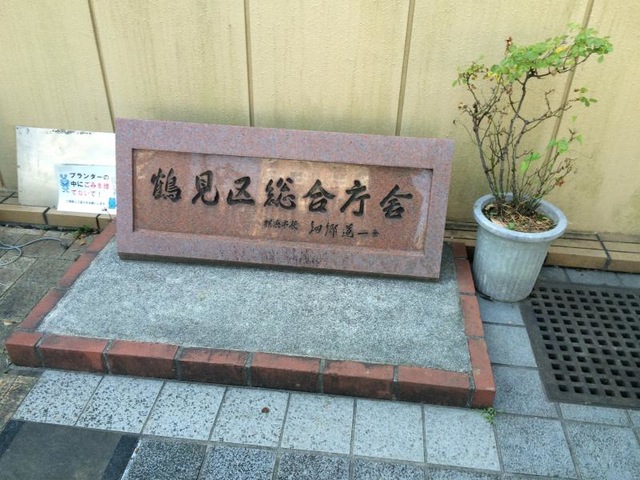 プランターの
中にごみを捨
てないで！
鶴見区総合庁舎
横浜市長 細郷道一書